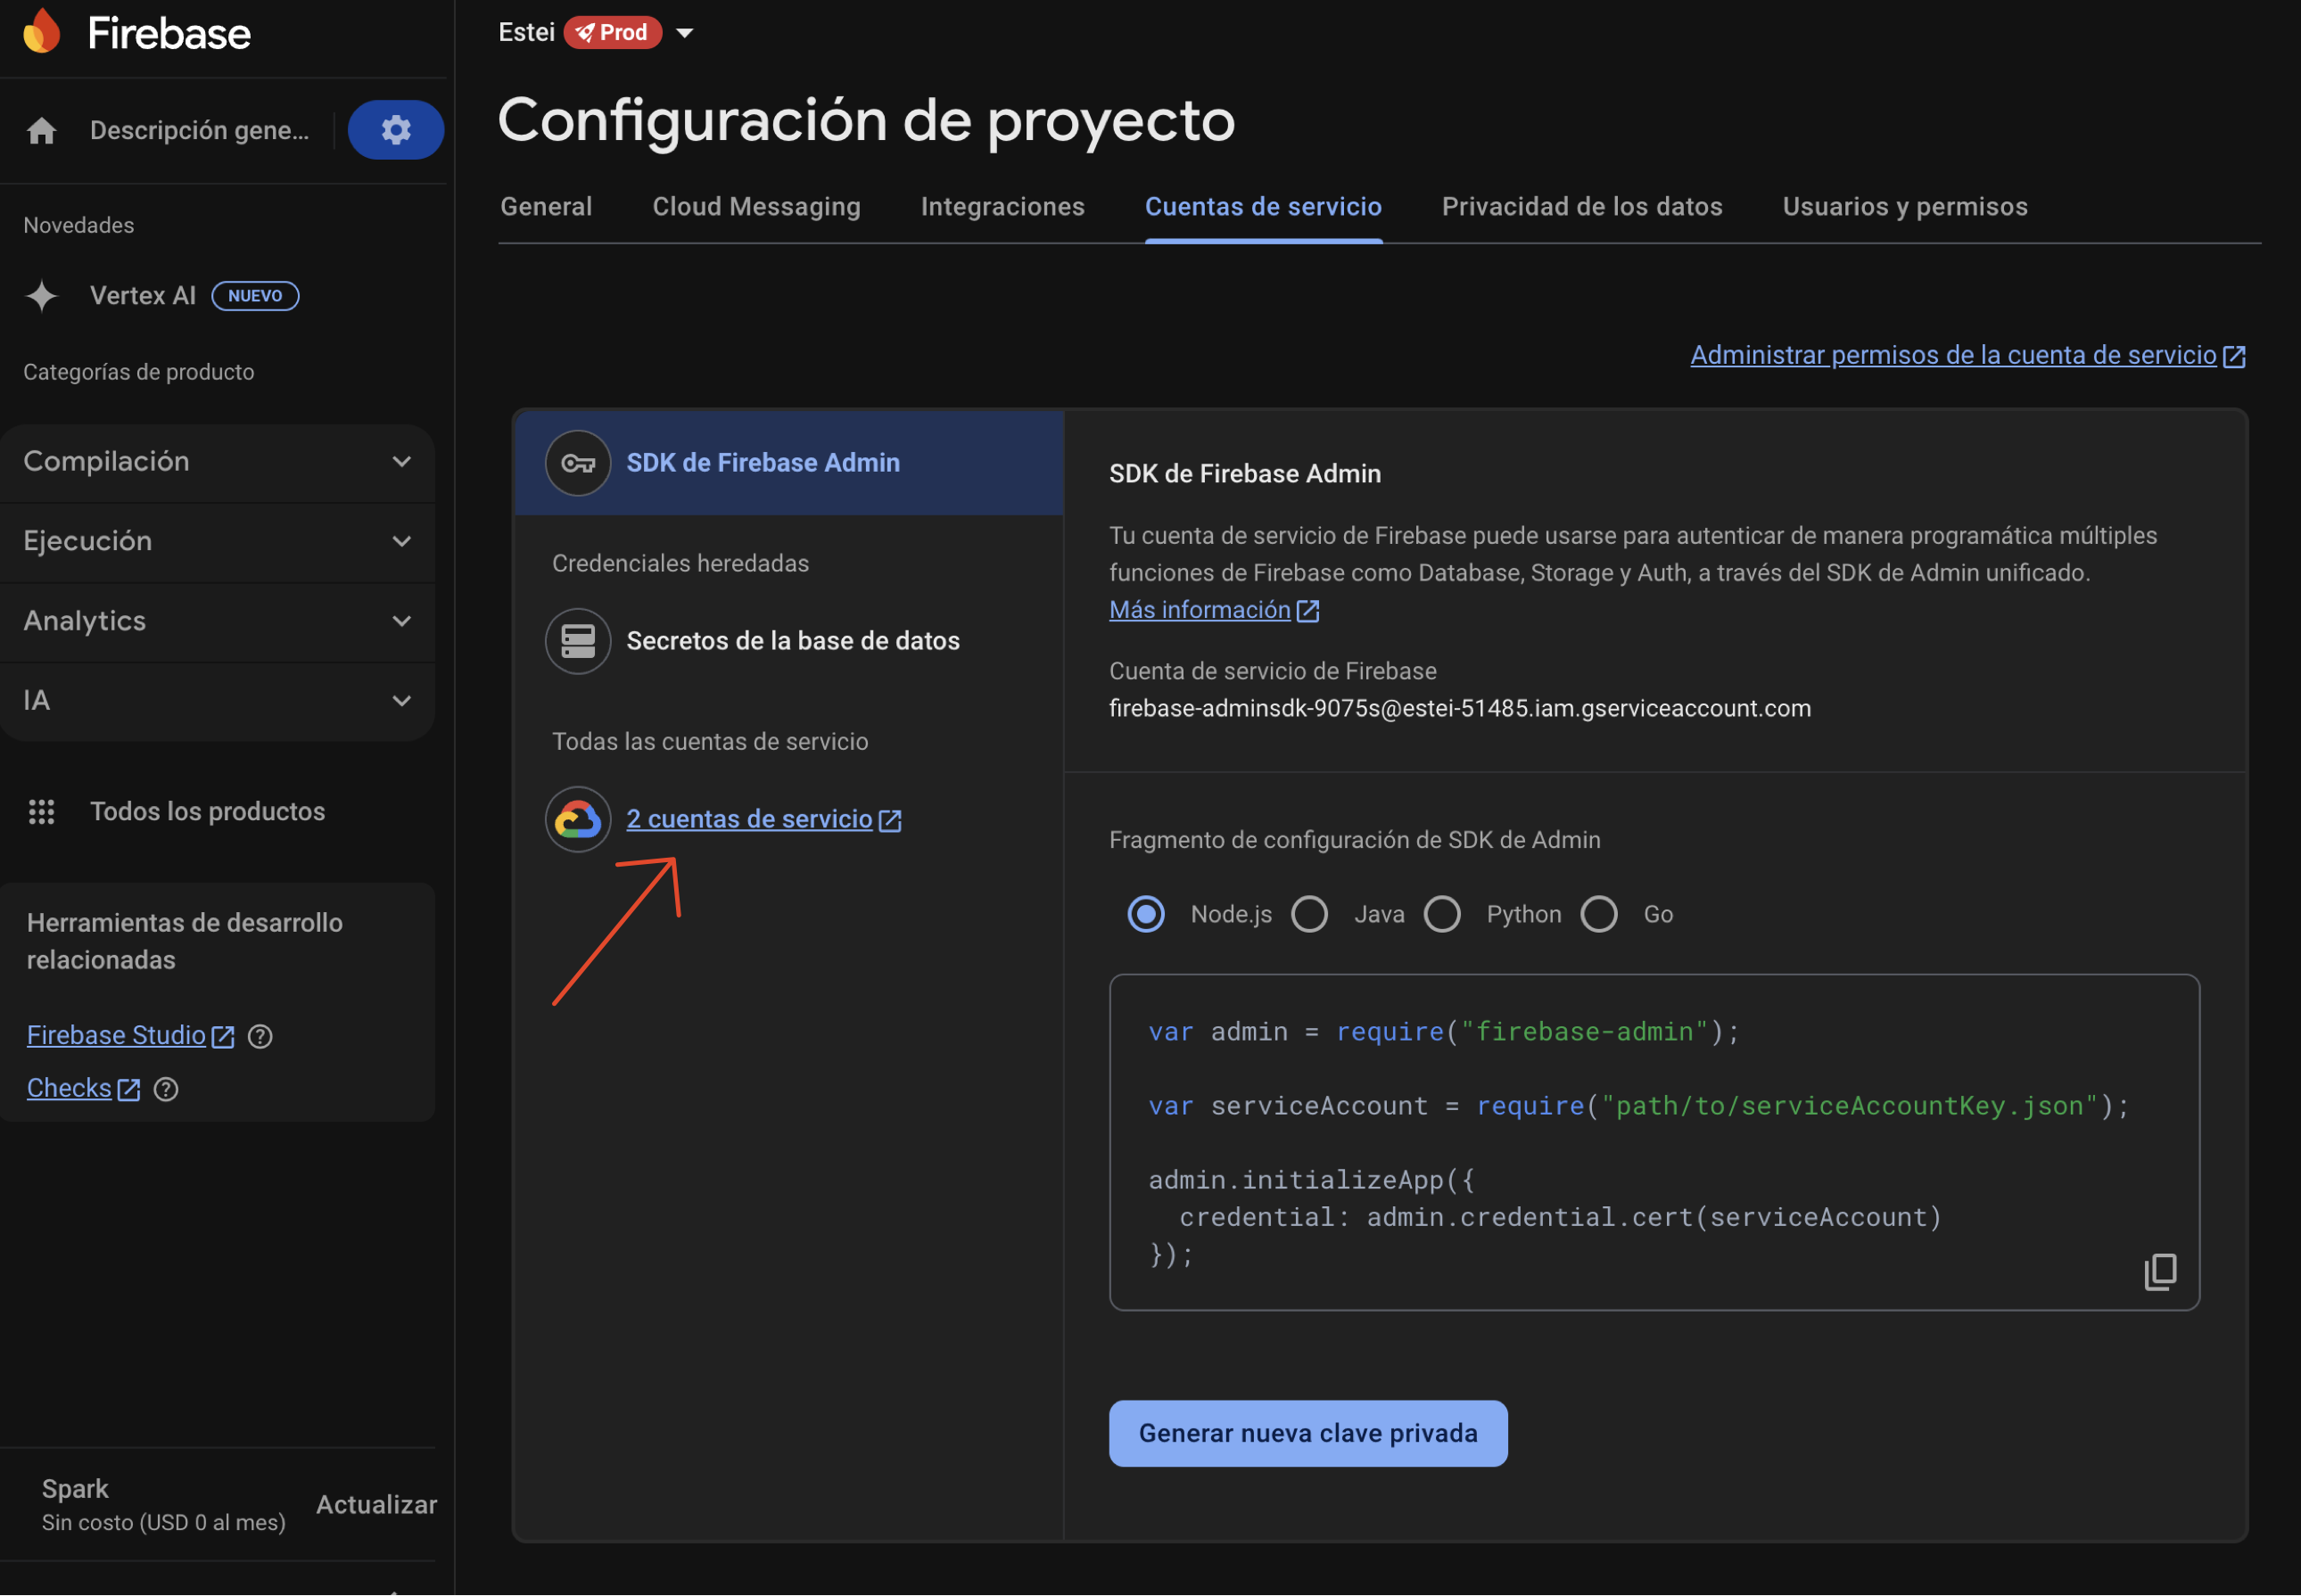 Firebase
Descripción gene...
Novedades
Vertex AI NUEVO
Categorías de producto
Compilación
Ejecución
Analytics
IA
Todos los productos
Herramientas de desarrollo
relacionadas
Firebase Studio
Checks
Spark
Sin costo (USD 0 al mes)
Actualizar
Estei Prod
Configuración de proyecto
General Cloud Messaging Integraciones Cuentas de servicio Privacidad de los datos Usuarios y permisos
Administrar permisos de la cuenta de servicio
SDK de Firebase Admin
Credenciales heredadas
Secretos de la base de datos
Todas las cuentas de servicio
2 cuentas de servicio
SDK de Firebase Admin
Tu cuenta de servicio de Firebase puede usarse para autenticar de manera programática múltiples
funciones de Firebase como Database, Storage y Auth, a través del SDK de Admin unificado.
Más información
Cuenta de servicio de Firebase
firebase-adminsdk-9075s@estei-51485.iam.gserviceaccount.com
Fragmento de configuración de SDK de Admin
Node.js Java Python Go
var admin = require("firebase-admin");
var serviceAccount = require("path/to/serviceAccountKey.json");
admin.initializeApp({
  credential: admin.credential.cert(serviceAccount)
});
Generar nueva clave privada